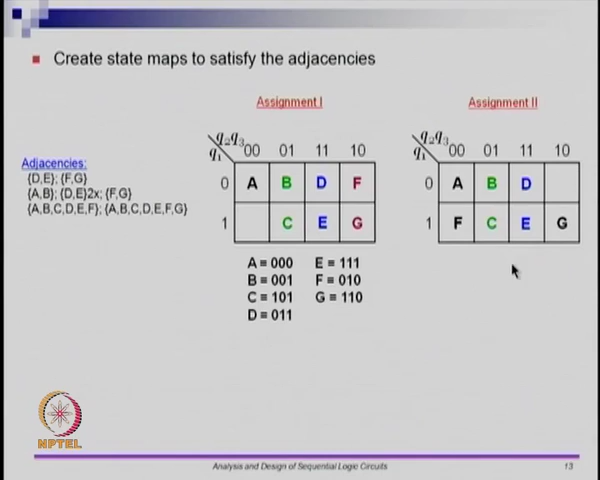 Create state maps to satisfy the adjacencies
Assignment I
Assignment II
Adjacencies:
{D,E}; {F,G}
{A,B}; {D,E}2x; {F,G}
{A,B,C,D,E,F}; {A,B,C,D,E,F,G}
q₂q₃
q₁
00 01 11 10
0 A B D F
1 C E G
q₂q₃
q₁
00 01 11 10
0 A B D
1 F C E G
A = 000 E = 111
B = 001 F = 010
C = 101 G = 110
D = 011
NPTEL
Analysis and Design of Sequential Logic Circuits
13